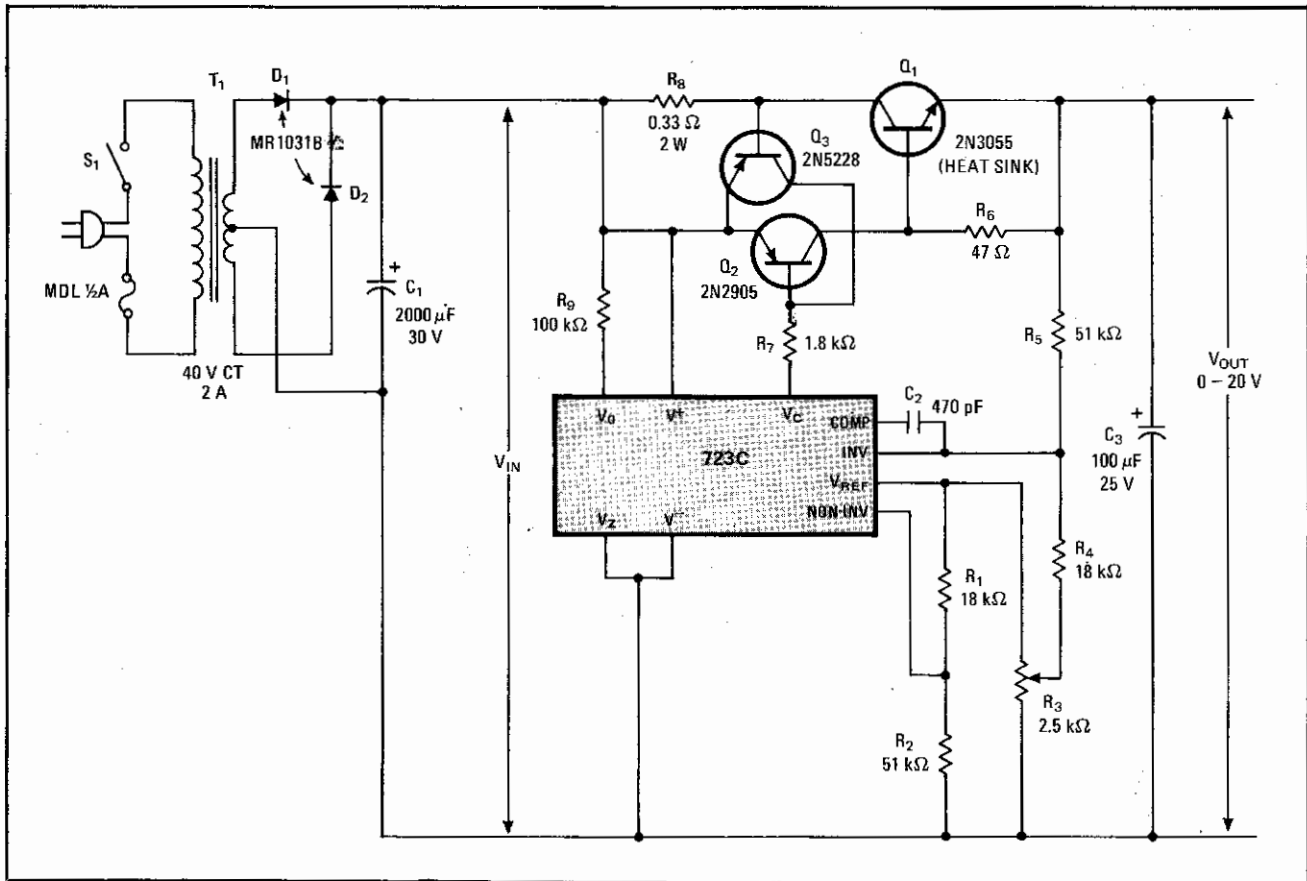 T1
D1
MR1031B
D2
S1
MDL ½A
40 V CT
2 A
+
C1
2000 μF
30 V
VIN
R8
0.33 Ω
2 W
Q3
2N5228
Q1
2N3055
(HEAT SINK)
R6
47 Ω
Q2
2N2905
R9
100 kΩ
R7
1.8 kΩ
R5
51 kΩ
VOUT
0 – 20 V
V0
V+
VC
C2
470 pF
COMP
INV
723C
VREF
NON-INV
VZ
V–
+
C3
100 μF
25 V
R4
18 kΩ
R1
18 kΩ
R3
2.5 kΩ
R2
51 kΩ